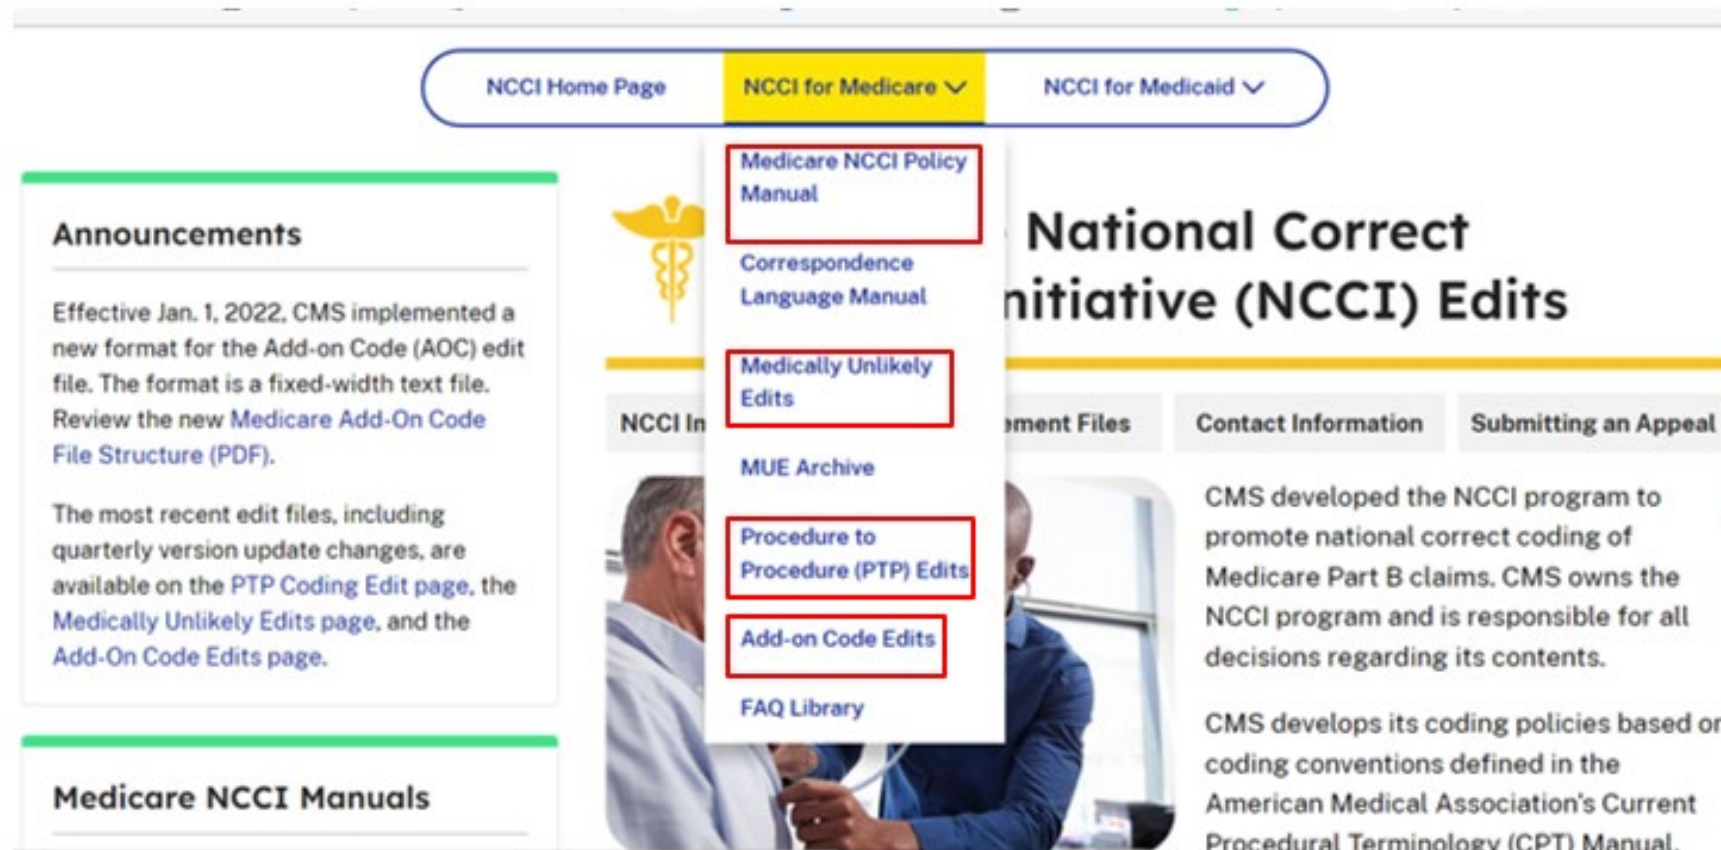 NCCI Home Page
NCCI for Medicare
NCCI for Medicaid
Medicare NCCI Policy
Manual
Correspondence
Language Manual
Medically Unlikely
Edits
MUE Archive
Procedure to
Procedure (PTP) Edits
Add-on Code Edits
FAQ Library
Announcements
Effective Jan. 1, 2022, CMS implemented a
new format for the Add-on Code (AOC) edit
file. The format is a fixed-width text file.
Review the new Medicare Add-On Code
File Structure (PDF).
The most recent edit files, including
quarterly version update changes, are
available on the PTP Coding Edit page, the
Medically Unlikely Edits page, and the
Add-On Code Edits page.
Medicare NCCI Manuals
National Correct
nitiative (NCCI) Edits
NCCI In
ement Files
Contact Information
Submitting an Appeal
CMS developed the NCCI program to
promote national correct coding of
Medicare Part B claims. CMS owns the
NCCI program and is responsible for all
decisions regarding its contents.
CMS develops its coding policies based on
coding conventions defined in the
American Medical Association's Current
Procedural Terminology (CPT) Manual,